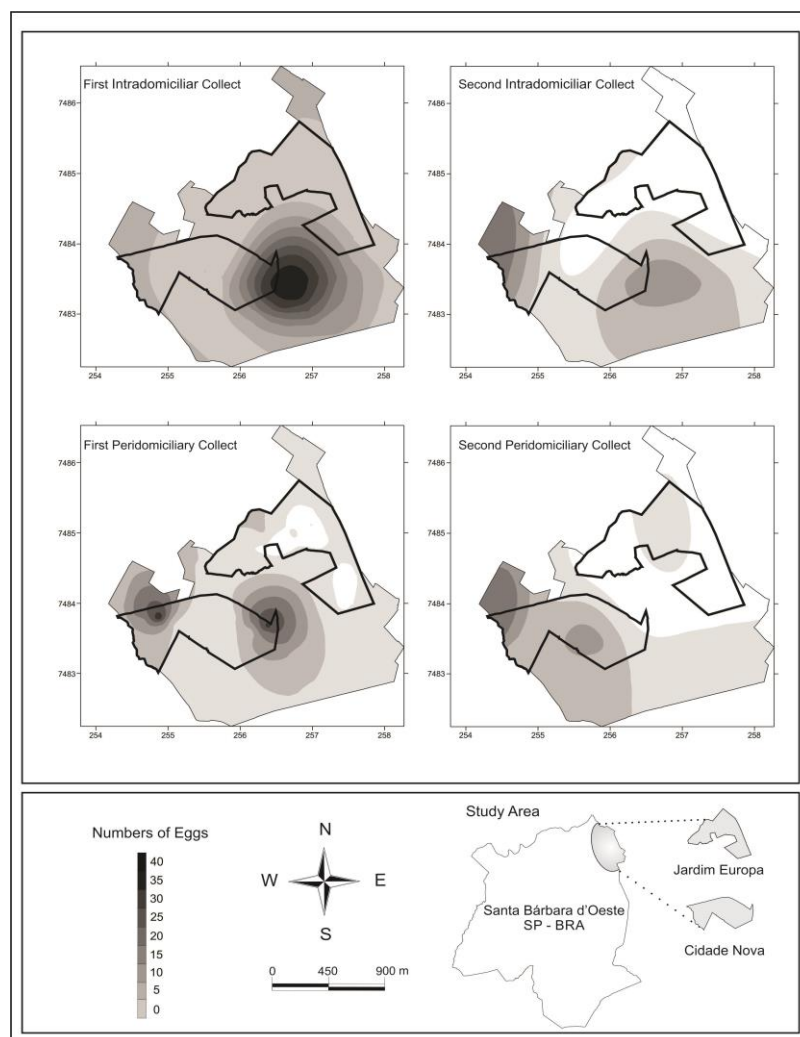 First Intradomiciliar Collect
7486
7485
7484
7483
254 255 256 257 258
Second Intradomiciliar Collect
7486
7485
7484
7483
254 255 256 257 258
First Peridomiciliary Collect
7486
7485
7484
7483
254 255 256 257 258
Second Peridomiciliary Collect
7486
7485
7484
7483
254 255 256 257 258
Numbers of Eggs
40
35
30
25
20
15
10
5
0
N
W E
S
0 450 900 m
Study Area
Santa Bárbara d'Oeste
SP - BRA
Jardim Europa
Cidade Nova